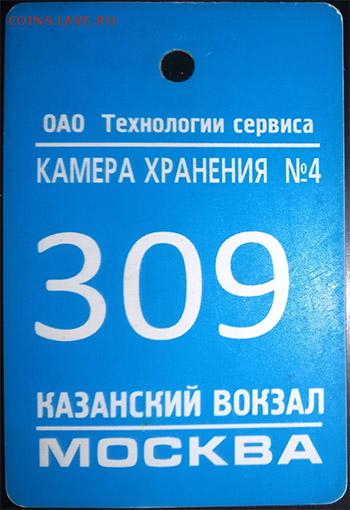 COINS.LAVE.RU
ОАО Технологии сервиса
КАМЕРА ХРАНЕНИЯ №4
309
КАЗАНСКИЙ ВОКЗАЛ
МОСКВА